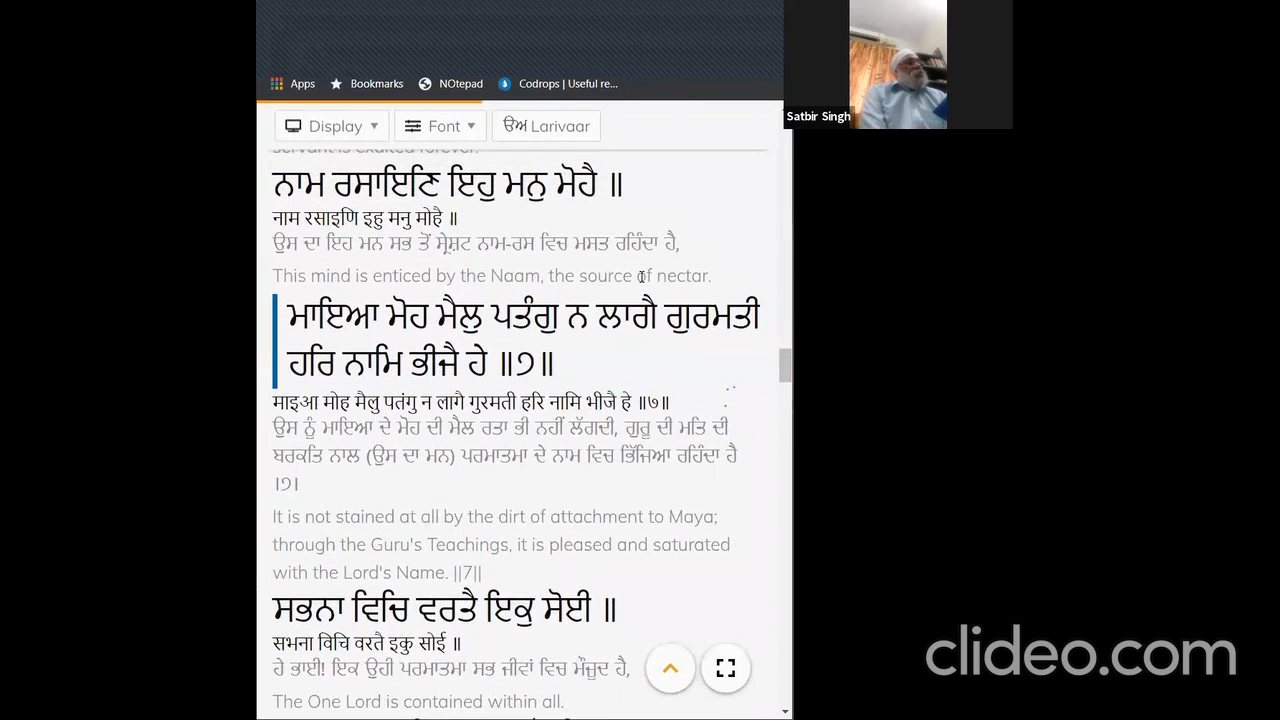 Apps Bookmarks NOtepad Codrops | Useful re...
Satbir Singh
Display Font ੳਅ Larivaar
servant is exalted forever.
ਨਾਮ ਰਸਾਇਣਿ ਇਹੁ ਮਨੁ ਮੋਹੈ ॥
नाम रसाइणि इहु मनु मोहै ॥
ਉਸ ਦਾ ਇਹ ਮਨ ਸਭ ਤੋਂ ਸ੍ਰੇਸ਼ਟ ਨਾਮ-ਰਸ ਵਿਚ ਮਸਤ ਰਹਿੰਦਾ ਹੈ,
This mind is enticed by the Naam, the source of nectar.
ਮਾਇਆ ਮੋਹ ਮੈਲੁ ਪਤੰਗੁ ਨ ਲਾਗੈ ਗੁਰਮਤੀ
ਹਰਿ ਨਾਮਿ ਭੀਜੈ ਹੇ ॥੭॥
माइआ मोह मैलु पतंगु न लागै गुरमती हरि नामि भीजै हे ॥७॥
ਉਸ ਨੂੰ ਮਾਇਆ ਦੇ ਮੋਹ ਦੀ ਮੈਲ ਰਤਾ ਭੀ ਨਹੀਂ ਲੱਗਦੀ, ਗੁਰੂ ਦੀ ਮਤਿ ਦੀ
ਬਰਕਤਿ ਨਾਲ (ਉਸ ਦਾ ਮਨ) ਪਰਮਾਤਮਾ ਦੇ ਨਾਮ ਵਿਚ ਭਿੱਜਿਆ ਰਹਿੰਦਾ ਹੈ
।੭।
It is not stained at all by the dirt of attachment to Maya;
through the Guru's Teachings, it is pleased and saturated
with the Lord's Name. ||7||
ਸਭਨਾ ਵਿਚਿ ਵਰਤੈ ਇਕੁ ਸੋਈ ॥
सभना विचि वरतै इकु सोई ॥
ਹੇ ਭਾਈ! ਇਕ ਉਹੀ ਪਰਮਾਤਮਾ ਸਭ ਜੀਵਾਂ ਵਿਚ ਮੌਜੂਦ ਹੈ,
The One Lord is contained within all.
clideo.com